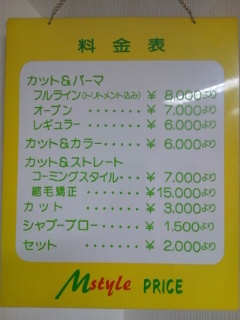 料金表
カット&パーマ
フルライン(トリートメント込み) ¥8,000より
オープン ・・・・・・・ ¥7,000より
レギュラー ・・・・・・ ¥6,000より
カット&カラー・・・・・ ¥6,000より
カット&ストレート
コーミングスタイル・・・ ¥7,000より
縮毛矯正 ・・・・・・・¥15,000より
カット ・・・・・・・・ ¥3,000より
シャプーブロー・・・・・ ¥1,500より
セット ・・・・・・・・ ¥2,000より
Mstyle PRICE